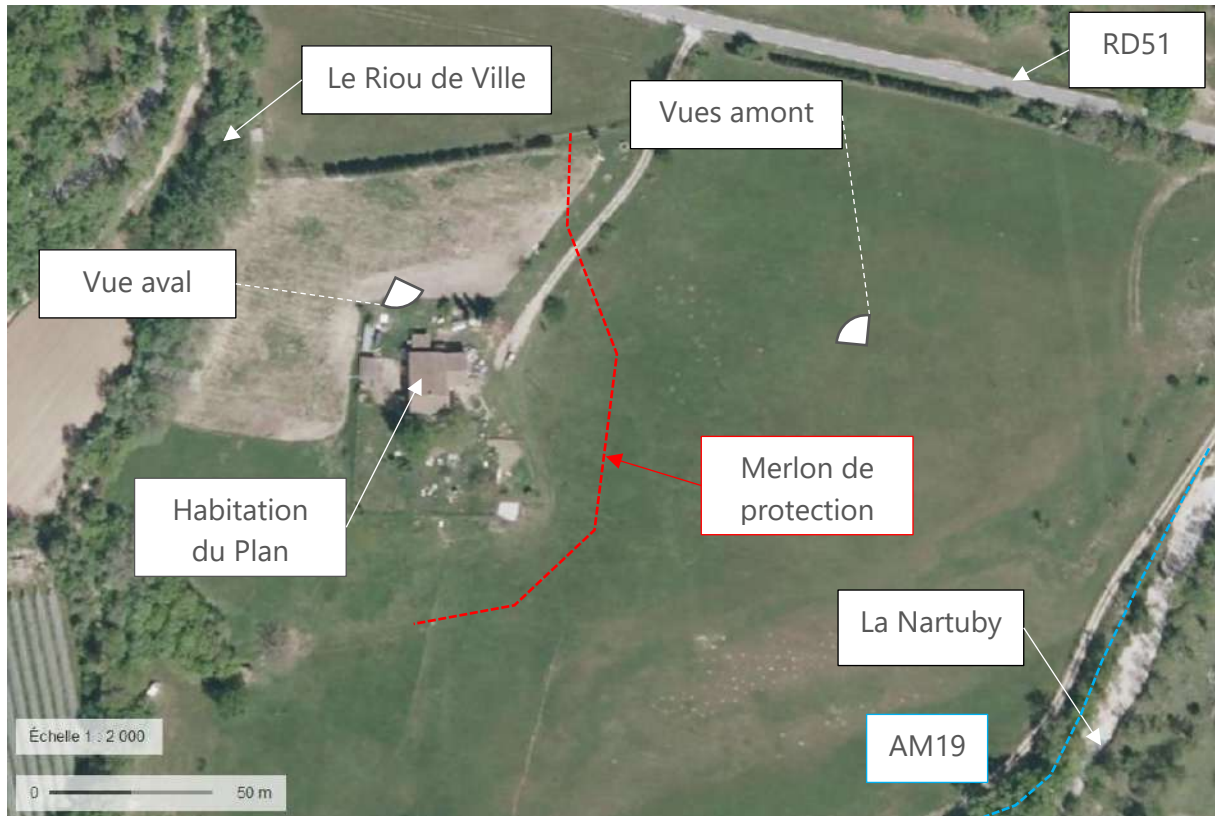 RD51
Le Riou de Ville
Vues amont
Vue aval
Merlon de
protection
Habitation
du Plan
La Nartuby
AM19
Échelle 1 : 2 000
0
50 m